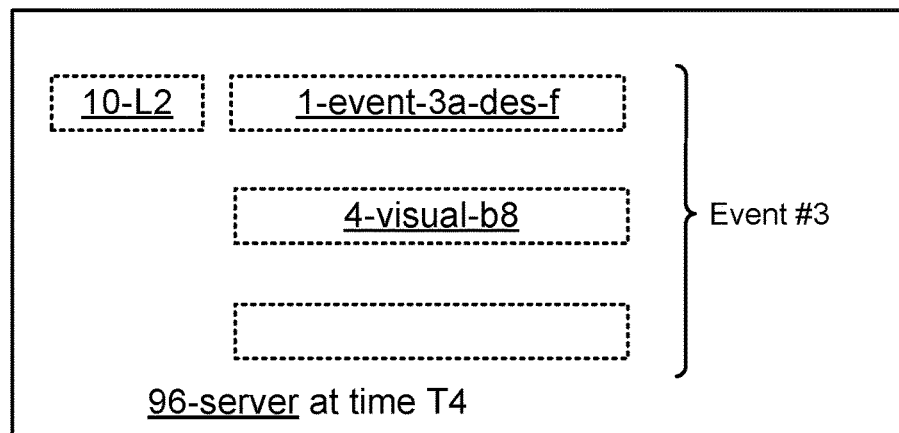 10-L2 1-event-3a-des-f
4-visual-b8
Event #3
96-server at time T4